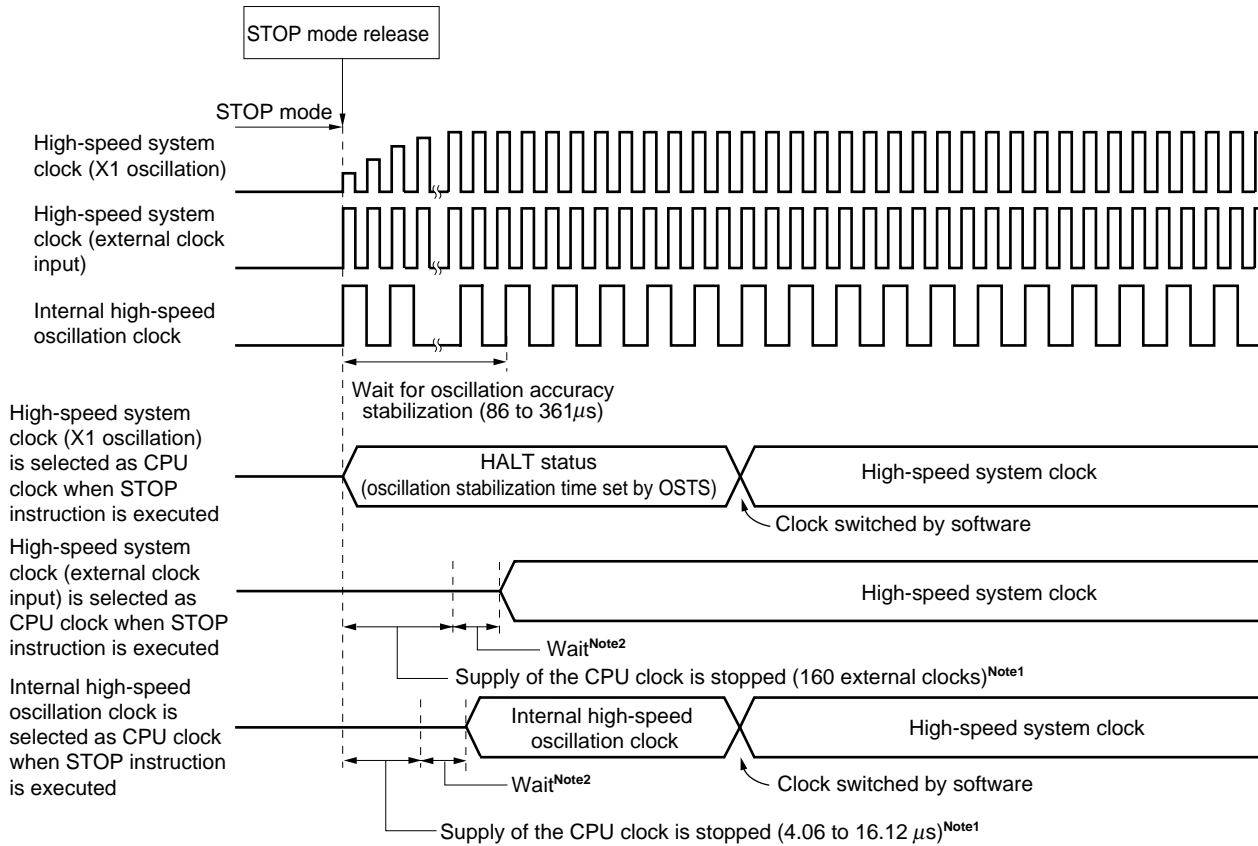 STOP mode release
STOP mode
High-speed system
clock (X1 oscillation)
High-speed system
clock (external clock
input)
Internal high-speed
oscillation clock
Wait for oscillation accuracy
stabilization (86 to 361μs)
High-speed system
clock (X1 oscillation)
is selected as CPU
clock when STOP
instruction is executed
HALT status
(oscillation stabilization time set by OSTS)
High-speed system clock
Clock switched by software
High-speed system
clock (external clock
input) is selected as
CPU clock when STOP
instruction is executed
High-speed system clock
Wait Note2
Supply of the CPU clock is stopped (160 external clocks) Note1
Internal high-speed
oscillation clock is
selected as CPU clock
when STOP instruction
is executed
Internal high-speed
oscillation clock
High-speed system clock
Wait Note2
Clock switched by software
Supply of the CPU clock is stopped (4.06 to 16.12 μs) Note1